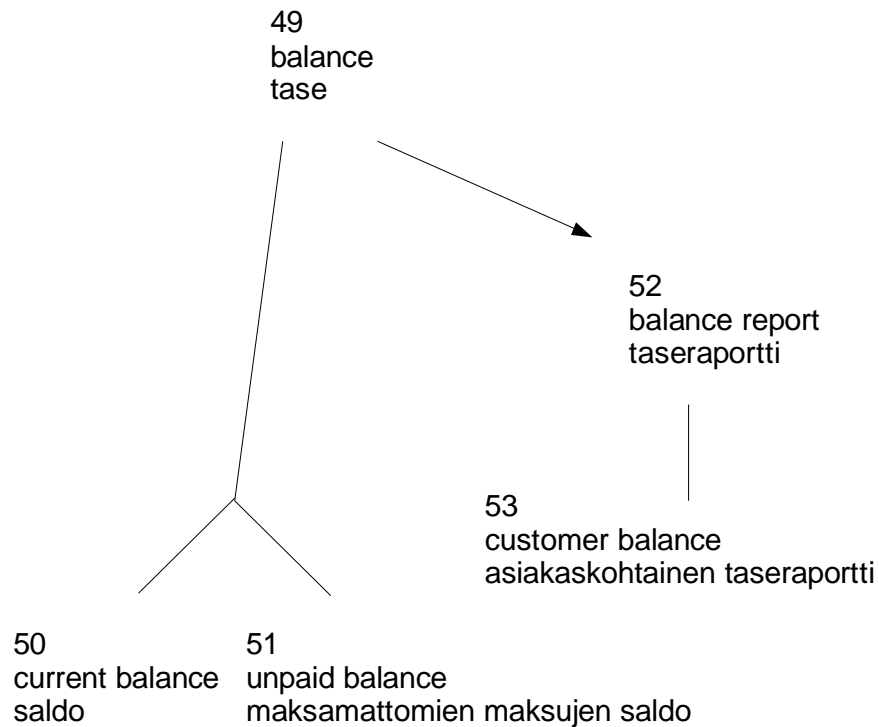 49
balance
tase
52
balance report
taseraportti
53
customer balance
asiakaskohtainen taseraportti
50
current balance
saldo
51
unpaid balance
maksamattomien maksujen saldo